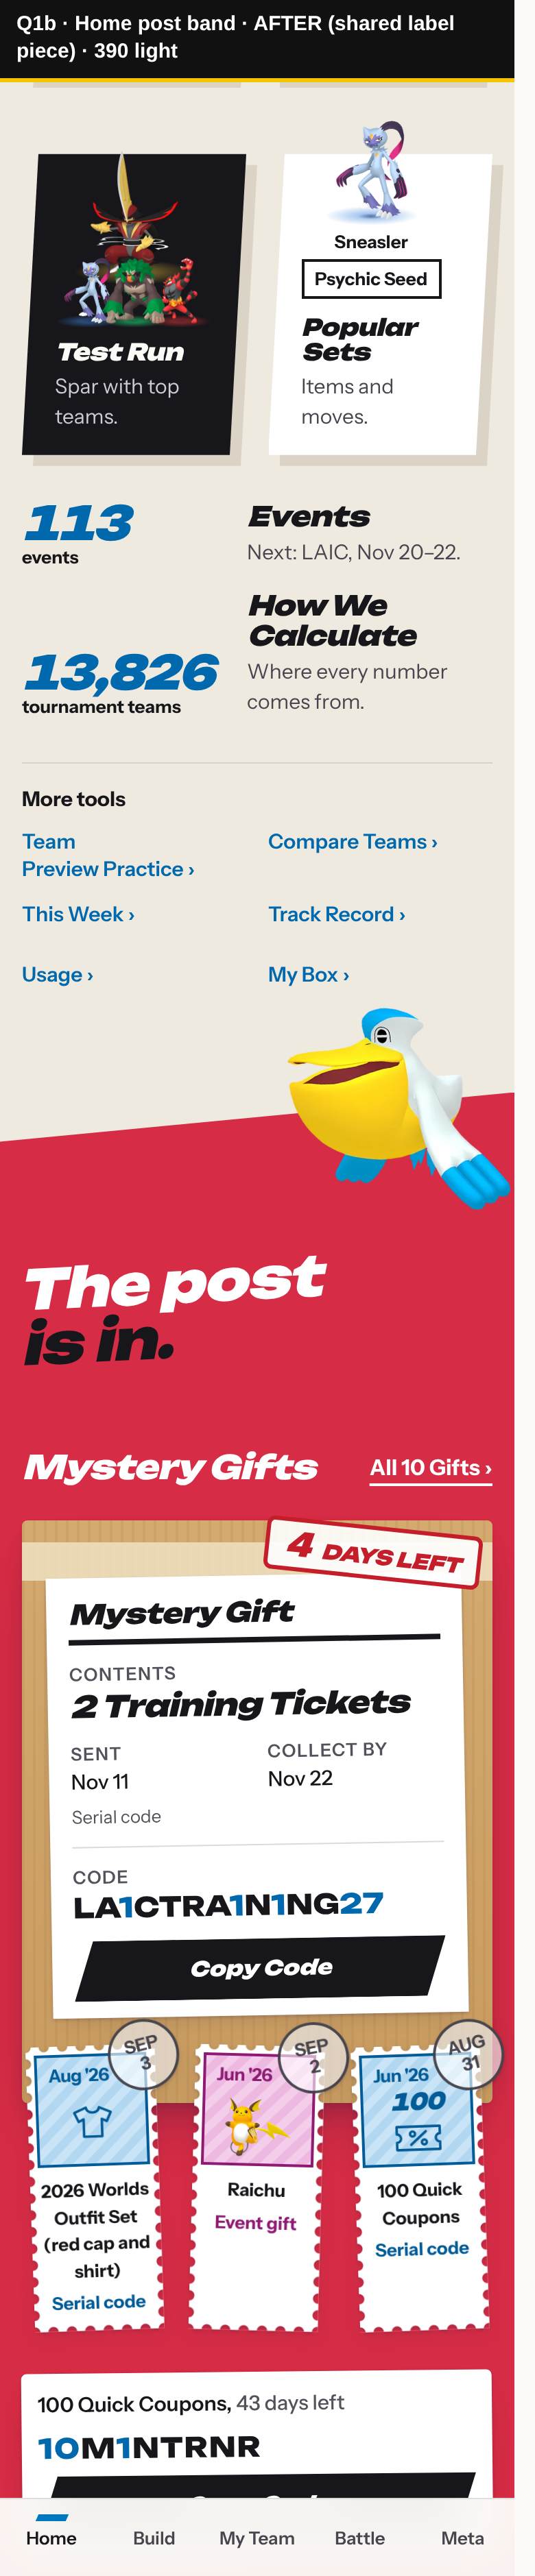 Q1b · Home post band · AFTER (shared label
piece) · 390 light
Test Run
Spar with top
teams.
Sneasler
Psychic Seed
Popular
Sets
Items and
moves.
113
events
13,826
tournament teams
Events
Next: LAIC, Nov 20–22.
How We
Calculate
Where every number
comes from.
More tools
Team
Preview Practice ›
Compare Teams ›
This Week ›
Track Record ›
Usage ›
My Box ›
The post
is in.
Mystery Gifts
All 10 Gifts ›
4 DAYS LEFT
Mystery Gift
CONTENTS
2 Training Tickets
SENT
Nov 11
COLLECT BY
Nov 22
Serial code
CODE
LA1CTRA1N1NG27
Copy Code
SEP
3
Aug '26
2026 Worlds
Outfit Set
(red cap and
shirt)
Serial code
SEP
2
Jun '26
Raichu
Event gift
AUG
31
Jun '26
100
%
100 Quick
Coupons
Serial code
100 Quick Coupons, 43 days left
10M1NTRNR
Home
Build
My Team
Battle
Meta